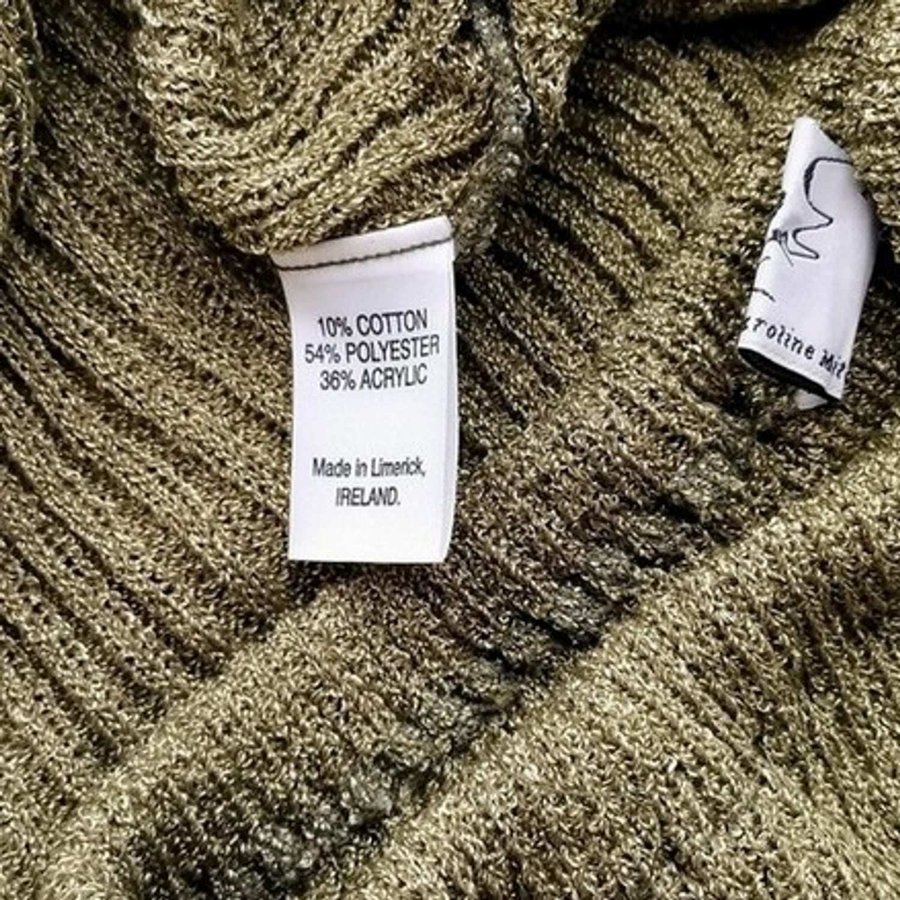 10% COTTON
54% POLYESTER
36% ACRYLIC
Made in Limerick,
IRELAND.